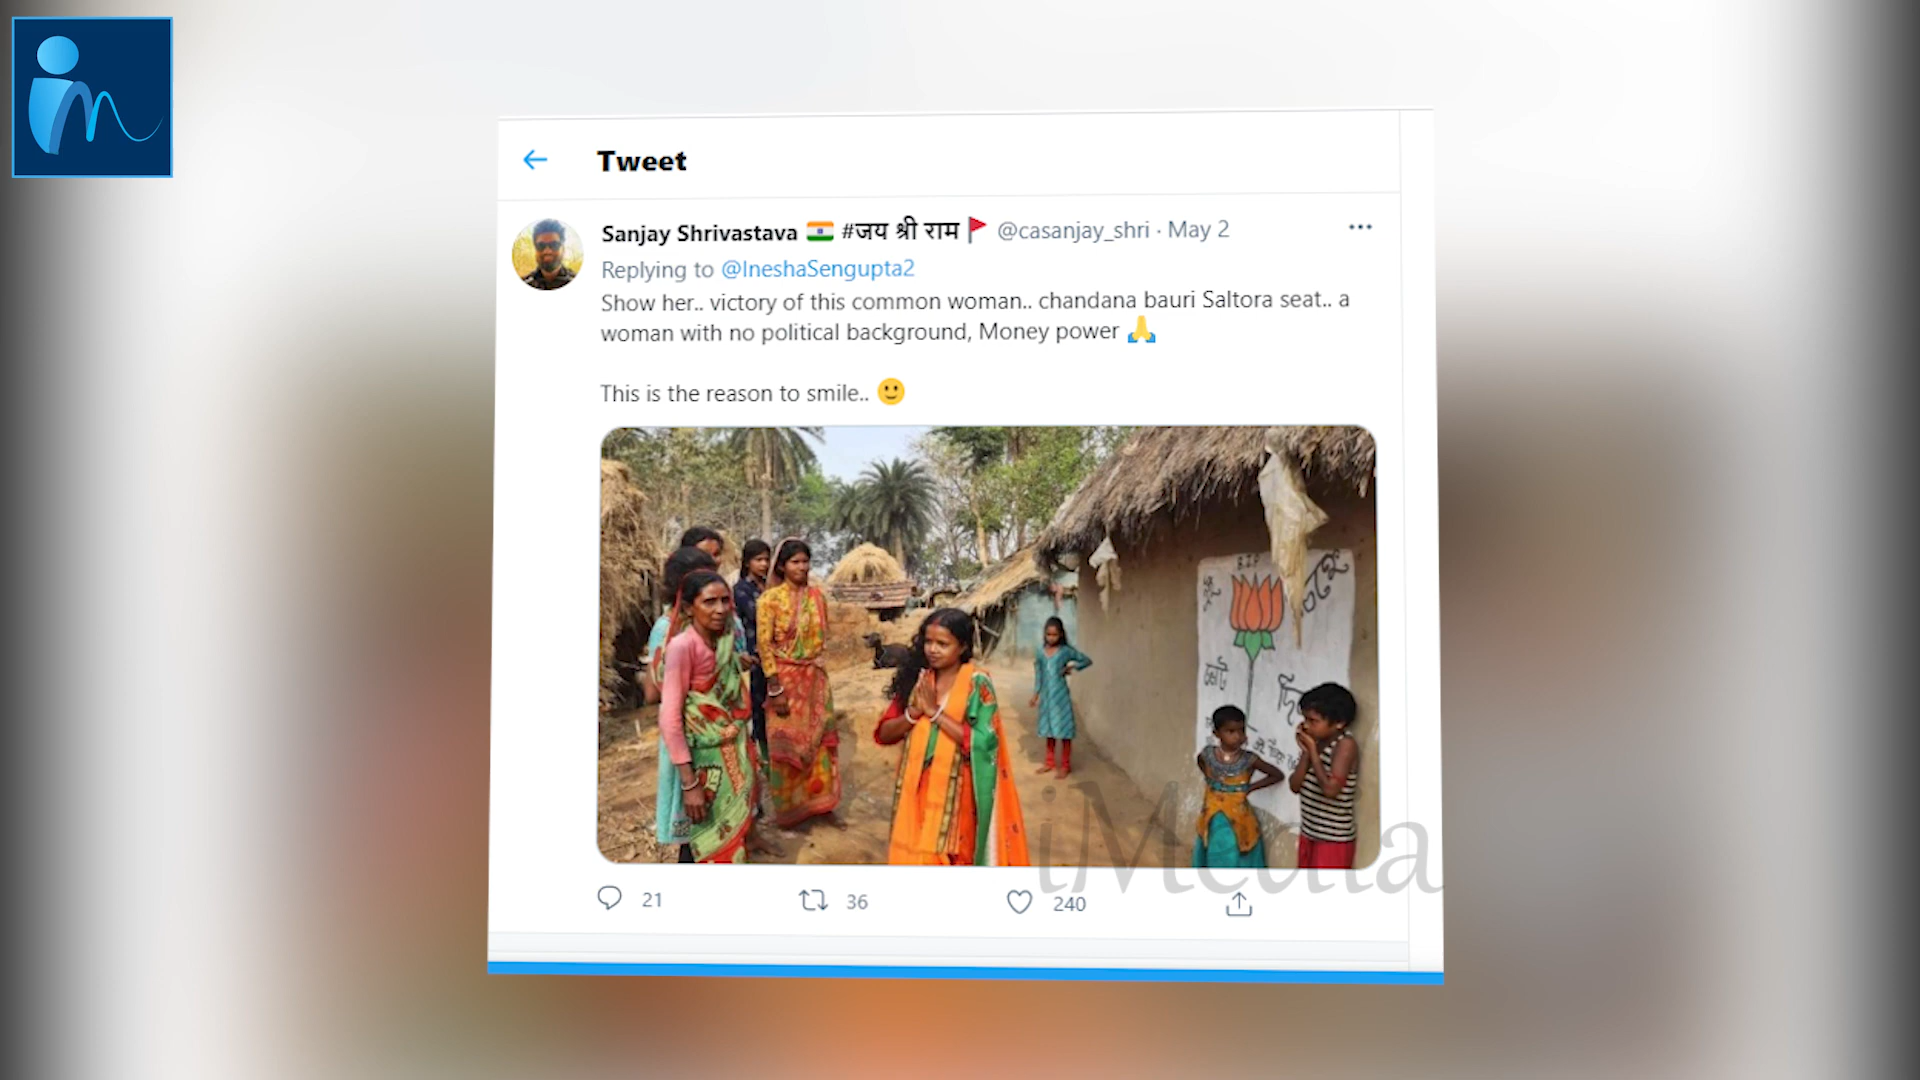 Tweet
Sanjay Shrivastava #जय श्री राम @casanjay_shri · May 2
Replying to @IneshaSengupta2
Show her.. victory of this common woman.. chandana bauri Saltora seat.. a
woman with no political background, Money power
This is the reason to smile..
BJP
iMedia
21 36 240